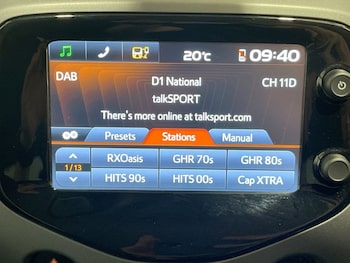 20°C 09:40
DAB D1 National CH 11D
talkSPORT
There's more online at talksport.com
Presets Stations Manual
RXOasis GHR 70s GHR 80s
1/13
HITS 90s HITS 00s Cap XTRA